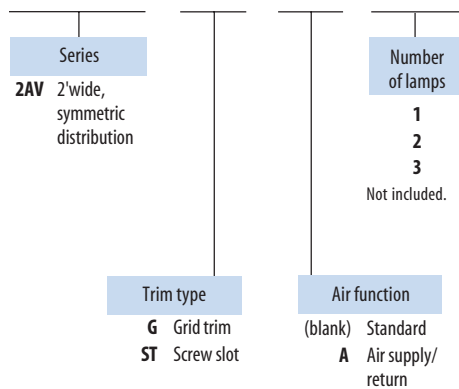 Series
2AV 2'wide,
symmetric
distribution
Number
of lamps
1
2
3
Not included.
Trim type
G Grid trim
ST Screw slot
Air function
(blank) Standard
A Air supply/
return